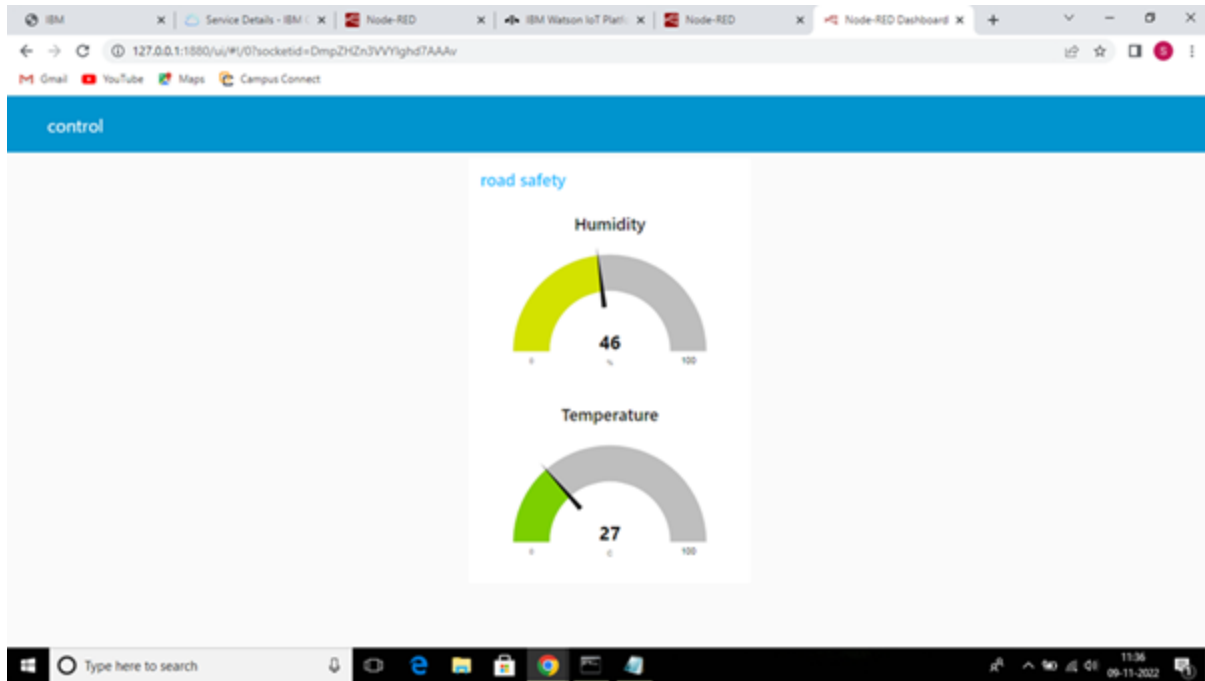 IBM
Service Details - IBM C
Node-RED
IBM Watson IoT Platf
Node-RED
Node-RED Dashboard
127.0.0.1:1880/ui/#!/0?socketid=DmpZHZn3VVYIghd7AAAv
Gmail YouTube Maps Campus Connect
control
road safety
Humidity
46
0 % 100
Temperature
27
0 C 100
Type here to search
11:36
09-11-2022